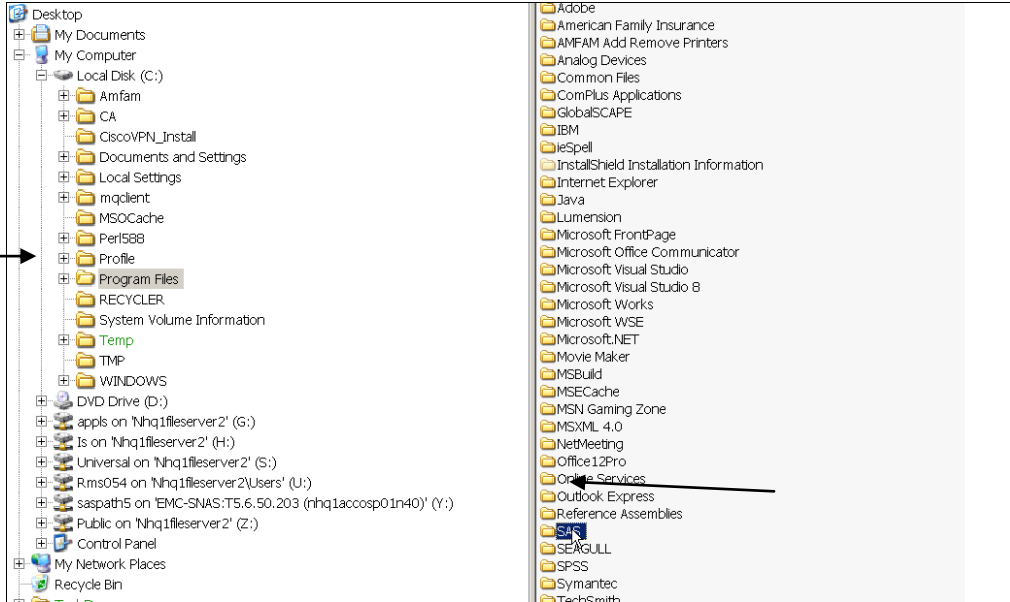 Desktop
My Documents
My Computer
Local Disk (C:)
Amfam
CA
CiscoVPN_Install
Documents and Settings
Local Settings
mqclient
MSOCache
Perl588
Profile
Program Files
RECYCLER
System Volume Information
Temp
TMP
WINDOWS
DVD Drive (D:)
appls on 'Nhq1fileserver2' (G:)
Is on 'Nhq1fileserver2' (H:)
Universal on 'Nhq1fileserver2' (S:)
Rms054 on 'Nhq1fileserver2\Users' (U:)
saspath5 on 'EMC-SNAS:T5.6.50.203 (nhq1accosp01n40)' (Y:)
Public on 'Nhq1fileserver2' (Z:)
Control Panel
My Network Places
Recycle Bin
Adobe
American Family Insurance
AMFAM Add Remove Printers
Analog Devices
Common Files
ComPlus Applications
GlobalSCAPE
IBM
ieSpell
InstallShield Installation Information
Internet Explorer
Java
Lumension
Microsoft FrontPage
Microsoft Office Communicator
Microsoft Visual Studio
Microsoft Visual Studio 8
Microsoft Works
Microsoft WSE
Microsoft.NET
Movie Maker
MSBuild
MSECache
MSN Gaming Zone
MSXML 4.0
NetMeeting
Office12Pro
Online Services
Outlook Express
Reference Assemblies
SAS
SEAGULL
SPSS
Symantec
TechSmith